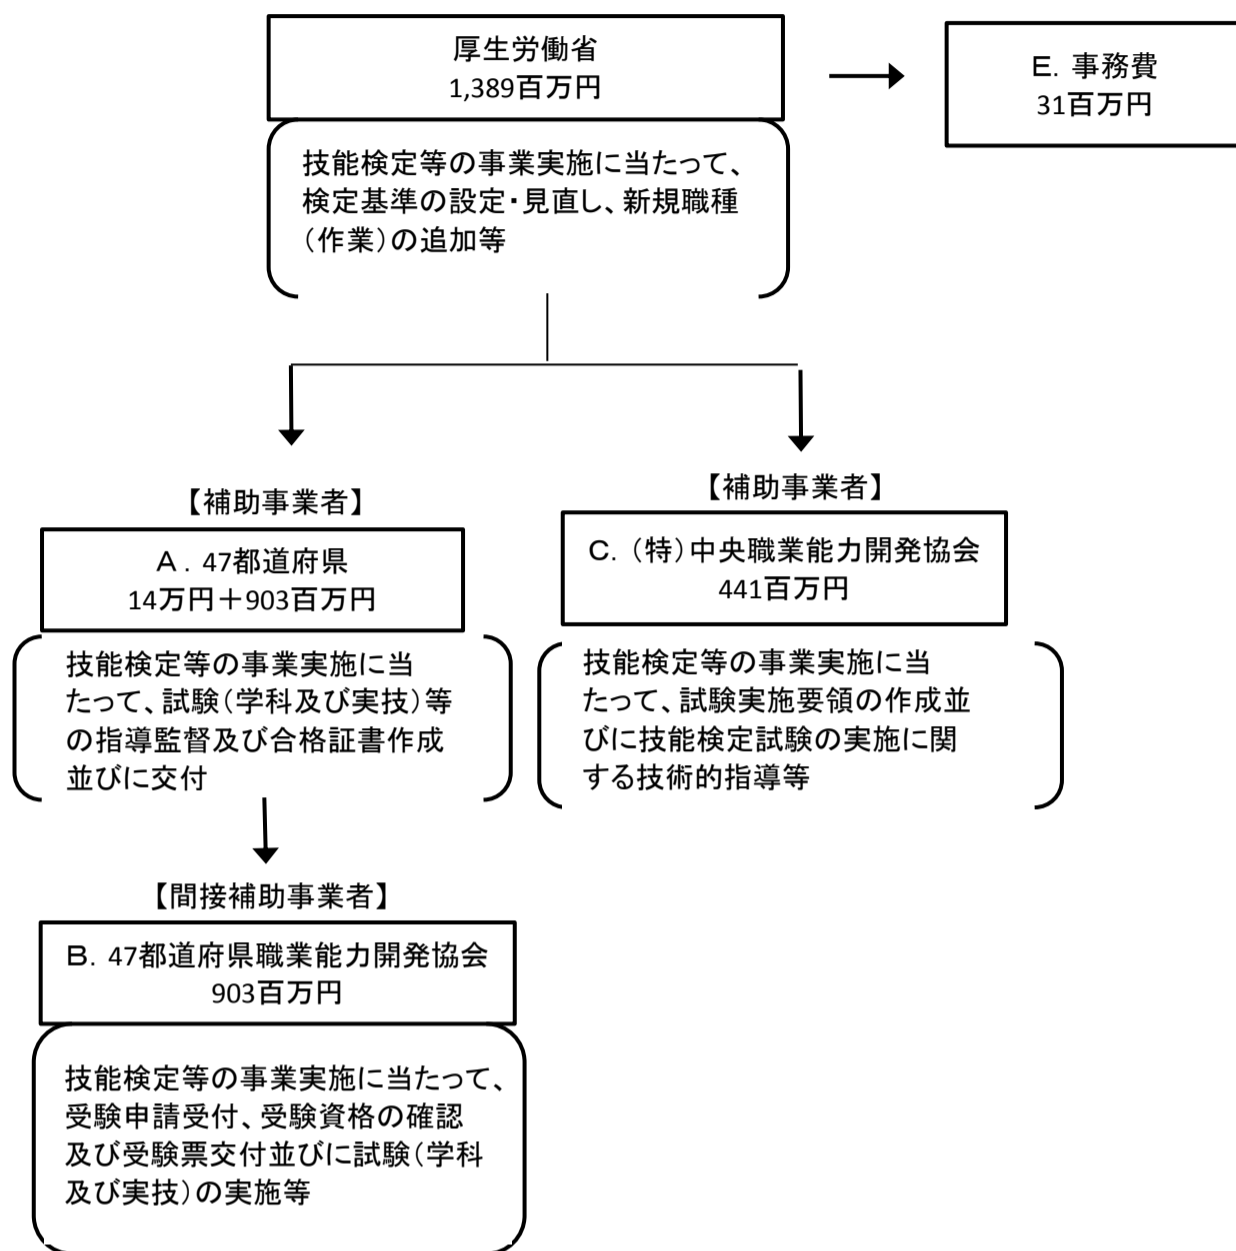 厚生労働省
1,389百万円
E. 事務費
31百万円
技能検定等の事業実施に当たって、
検定基準の設定・見直し、新規職種
（作業）の追加等
【補助事業者】
A . 47都道府県
14万円＋903百万円
技能検定等の事業実施に当
たって、試験（学科及び実技）等
の指導監督及び合格証書作成
並びに交付
【補助事業者】
C. （特）中央職業能力開発協会
441百万円
技能検定等の事業実施に当
たって、試験実施要領の作成並
びに技能検定試験の実施に関
する技術的指導等
【間接補助事業者】
B. 47都道府県職業能力開発協会
903百万円
技能検定等の事業実施に当たって、
受験申請受付、受験資格の確認
及び受験票交付並びに試験（学科
及び実技）の実施等